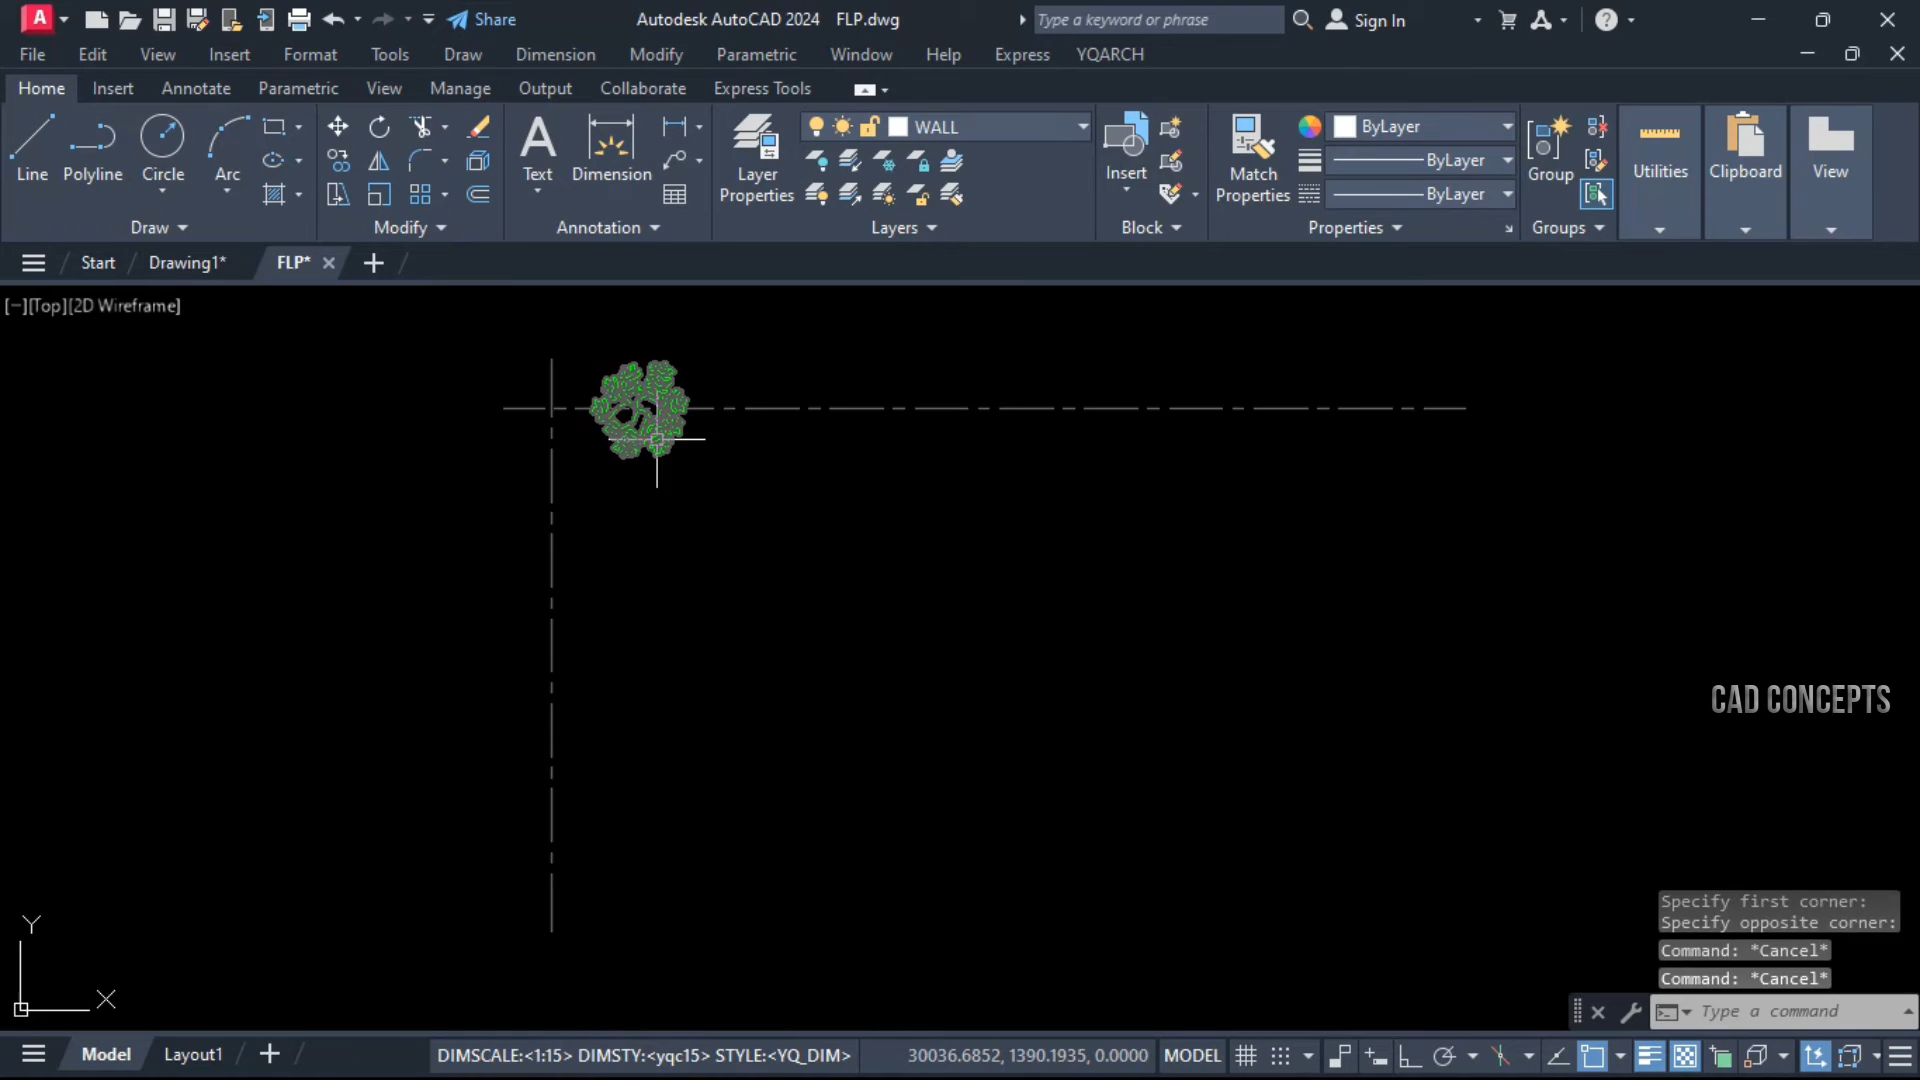 A Share Autodesk AutoCAD 2024 FLP.dwg Type a keyword or phrase Sign In
File Edit View Insert Format Tools Draw Dimension Modify Parametric Window Help Express YQARCH
Home Insert Annotate Parametric View Manage Output Collaborate Express Tools
WALL
ByLayer
Line Polyline Circle Arc
A Text Dimension
Layer Properties
Insert
Match Properties
ByLayer
ByLayer
Group
Utilities
Clipboard
View
Draw Modify Annotation Layers Block Properties Groups
Start Drawing1* FLP*
[−][Top][2D Wireframe]
CAD CONCEPTS
Specify first corner:
Specify opposite corner:
Command: *Cancel*
Command: *Cancel*
Type a command
Y
X
Model Layout1 DIMSCALE:<1:15> DIMSTY:<yqc15> STYLE:<YQ_DIM> 30036.6852, 1390.1935, 0.0000 MODEL